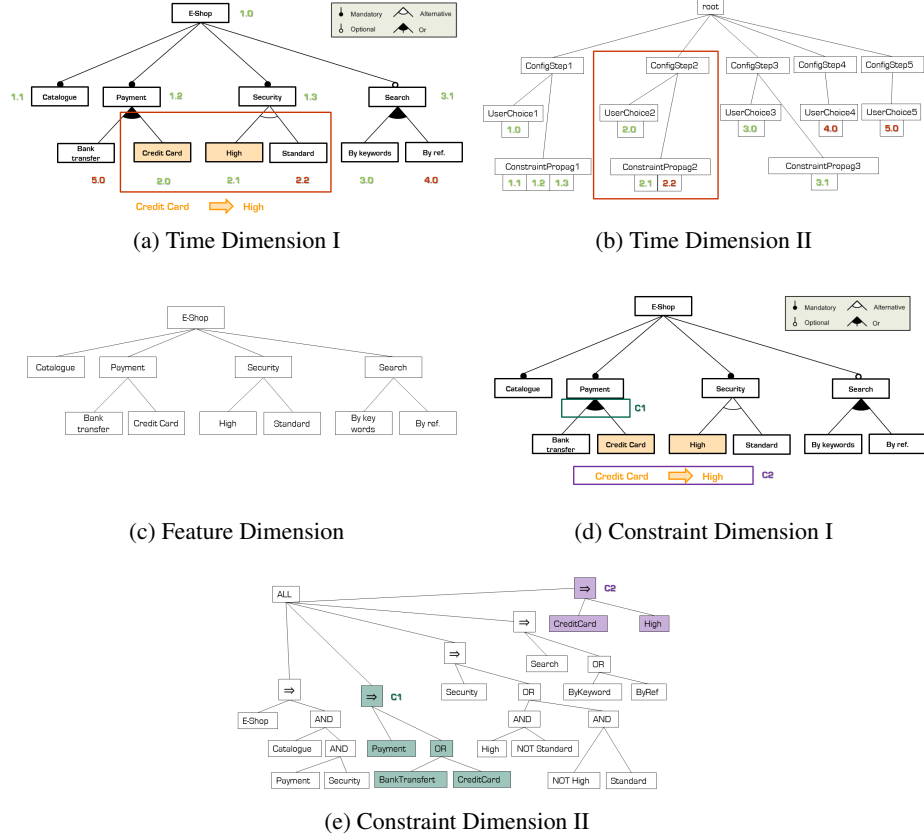 E-Shop 1.0
Mandatory Alternative
Optional Or
1.1 Catalogue Payment 1.2 Security 1.3 Search 3.1
Bank transfer Credit Card High Standard By keywords By ref.
5.0 2.0 2.1 2.2 3.0 4.0
Credit Card High
(a) Time Dimension I
root
ConfigStep1 ConfigStep2 ConfigStep3 ConfigStep4 ConfigStep5
UserChoice1 UserChoice2 UserChoice3 UserChoice4 UserChoice5
1.0 2.0 3.0 4.0 5.0
ConstraintPropag1 ConstraintPropag2 ConstraintPropag3
1.1 1.2 1.3 2.1 2.2 3.1
(b) Time Dimension II
E-Shop
Catalogue Payment Security Search
Bank transfer Credit Card High Standard By key words By ref.
(c) Feature Dimension
E-Shop
Mandatory Alternative
Optional Or
Catalogue Payment Security Search
C1
Bank transfer Credit Card High Standard By keywords By ref.
Credit Card High C2
(d) Constraint Dimension I
ALL ⇒ C2
CreditCard High
⇒
⇒ Search OR
⇒ C1 Security OR ByKeyword ByRef
⇒
E-Shop AND AND AND
Catalogue AND Payment OR High NOT Standard
Payment Security BankTransfert CreditCard NOT High Standard
(e) Constraint Dimension II